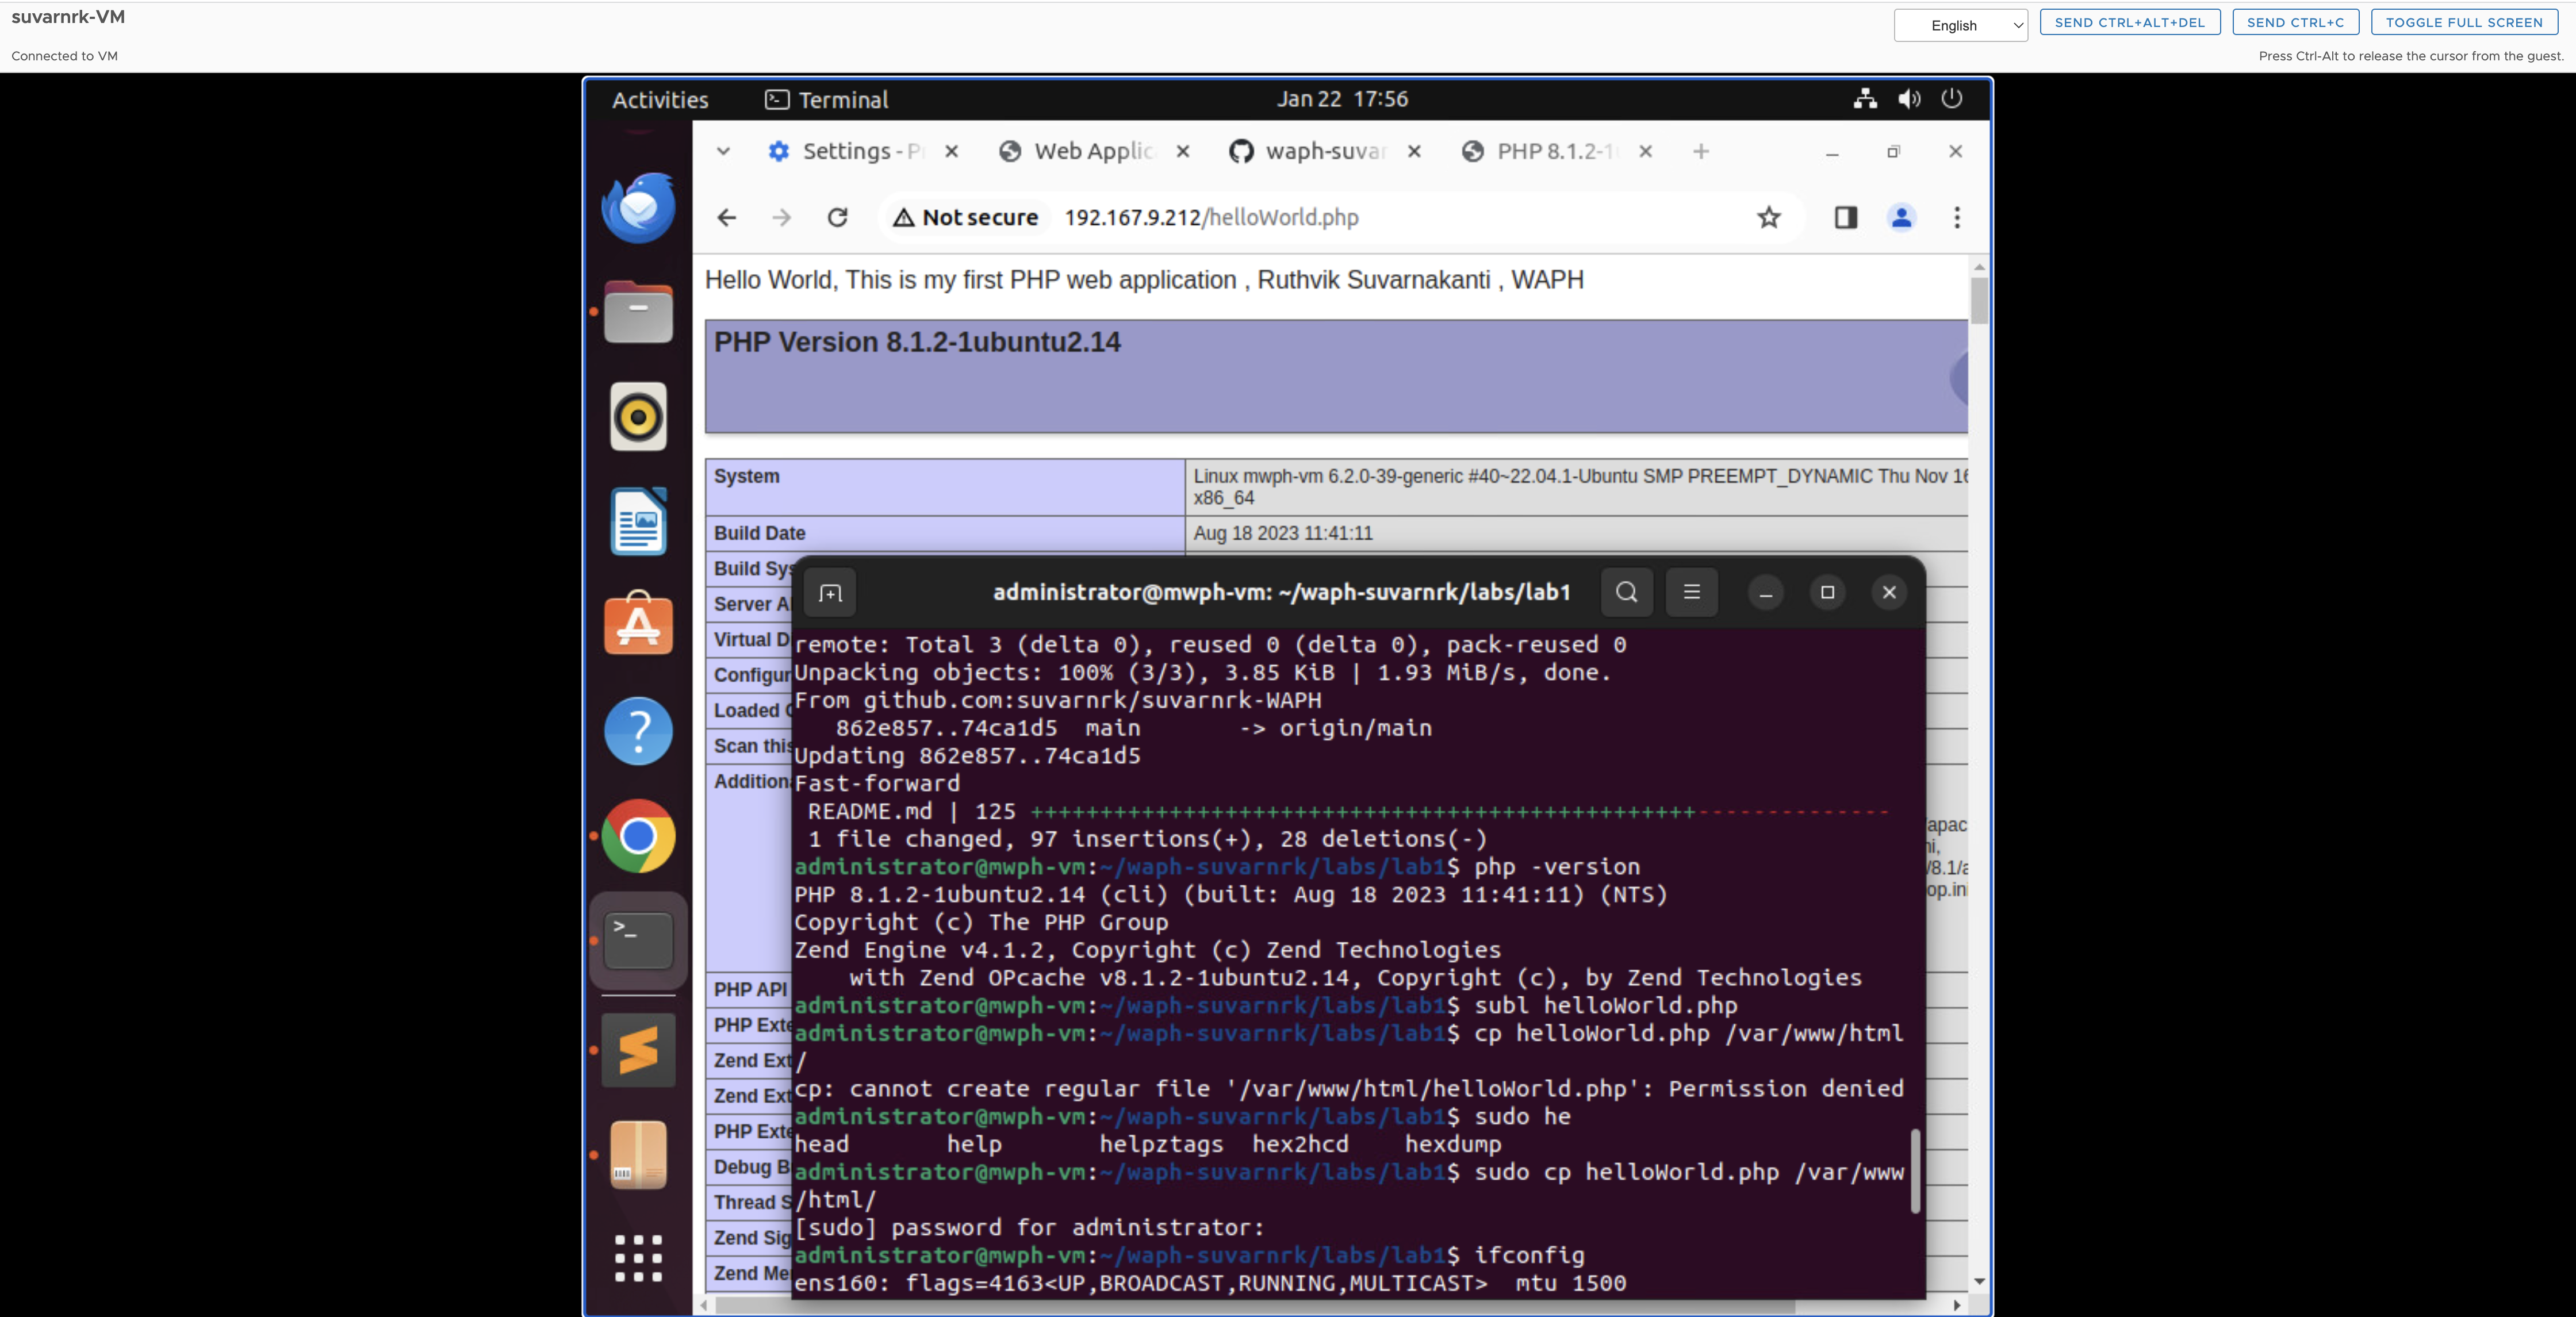 suvarnrk-VM
English
SEND CTRL+ALT+DEL
SEND CTRL+C
TOGGLE FULL SCREEN
Connected to VM
Press Ctrl-Alt to release the cursor from the guest.
Activities
Terminal
Jan 22 17:56
Settings - P
Web Applic
waph-suvar
PHP 8.1.2-1
Not secure
192.167.9.212/helloWorld.php
Hello World, This is my first PHP web application , Ruthvik Suvarnakanti , WAPH
PHP Version 8.1.2-1ubuntu2.14
System
Linux mwph-vm 6.2.0-39-generic #40~22.04.1-Ubuntu SMP PREEMPT_DYNAMIC Thu Nov 16
x86_64
Build Date
Aug 18 2023 11:41:11
Build Sys
Server A
Virtual D
Configur
Loaded C
Scan this
Addition
/apac
ni,
/8.1/a
op.ini
PHP API
PHP Exte
Zend Ext
Zend Ext
PHP Exte
Debug B
Thread S
Zend Sig
Zend Me
administrator@mwph-vm: ~/waph-suvarnrk/labs/lab1
remote: Total 3 (delta 0), reused 0 (delta 0), pack-reused 0
Unpacking objects: 100% (3/3), 3.85 KiB | 1.93 MiB/s, done.
From github.com:suvarnrk/suvarnrk-WAPH
862e857..74ca1d5 main -> origin/main
Updating 862e857..74ca1d5
Fast-forward
README.md | 125 ++++++++++++++++++++++++++++++++++++++++++++++++--------------
1 file changed, 97 insertions(+), 28 deletions(-)
administrator@mwph-vm:~/waph-suvarnrk/labs/lab1$ php -version
PHP 8.1.2-1ubuntu2.14 (cli) (built: Aug 18 2023 11:41:11) (NTS)
Copyright (c) The PHP Group
Zend Engine v4.1.2, Copyright (c) Zend Technologies
with Zend OPcache v8.1.2-1ubuntu2.14, Copyright (c), by Zend Technologies
administrator@mwph-vm:~/waph-suvarnrk/labs/lab1$ subl helloWorld.php
administrator@mwph-vm:~/waph-suvarnrk/labs/lab1$ cp helloWorld.php /var/www/html
/
cp: cannot create regular file '/var/www/html/helloWorld.php': Permission denied
administrator@mwph-vm:~/waph-suvarnrk/labs/lab1$ sudo he
head help helpztags hex2hcd hexdump
administrator@mwph-vm:~/waph-suvarnrk/labs/lab1$ sudo cp helloWorld.php /var/www
/html/
[sudo] password for administrator:
administrator@mwph-vm:~/waph-suvarnrk/labs/lab1$ ifconfig
ens160: flags=4163<UP,BROADCAST,RUNNING,MULTICAST> mtu 1500